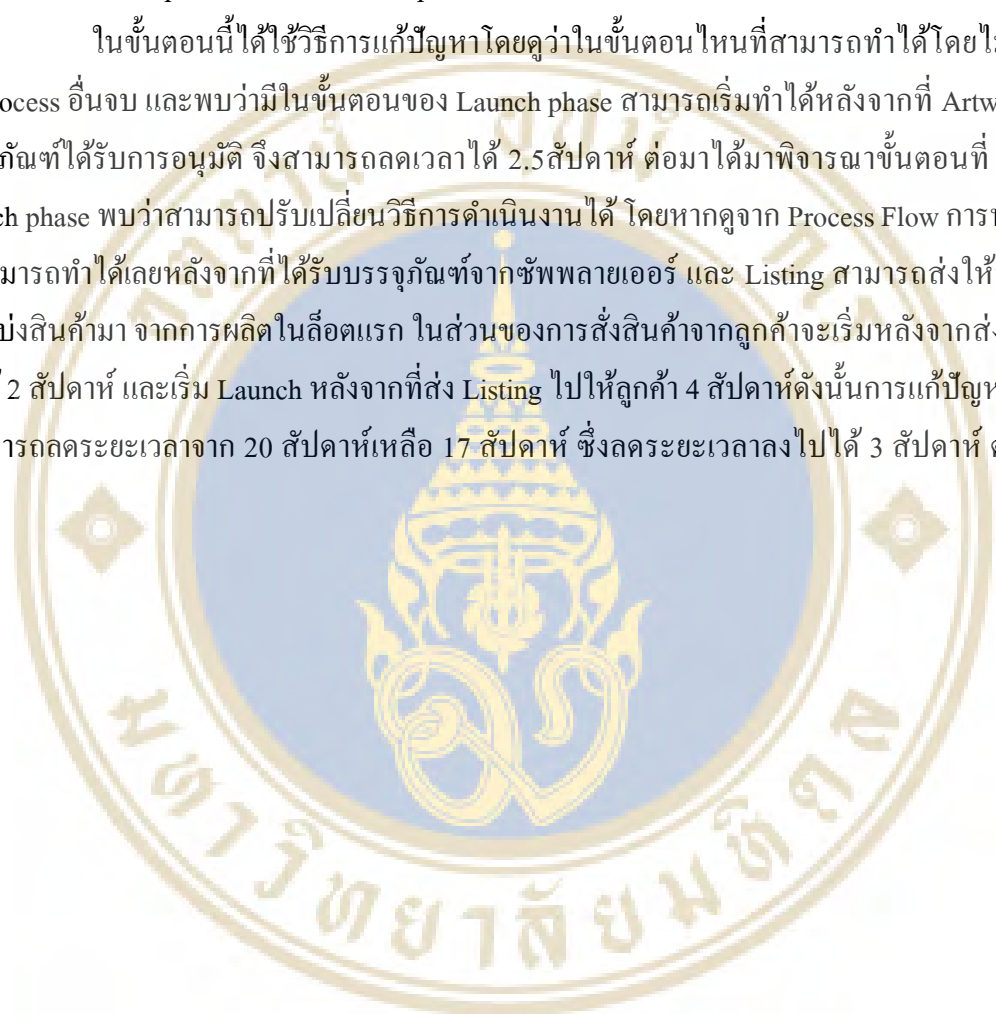 ในขั้นตอนนี้ได้ใช้วิธีการแก้ปัญหาโดยดูว่าในขั้นตอนไหนที่สามารถทำได้โดย
อื่นจบ และพบว่ามีในขั้นตอนของ Launch phase สามารถเริ่มทำได้หลังจากที่
ได้รับการอนุมัติ จึงสามารถลดเวลาได้ 2.5สัปดาห์ ต่อมาได้มาพิจารณาขั้นตอนที่
phase พบว่าสามารถปรับเปลี่ยนวิธีการดำเนินงานได้ โดยหากดูจาก Process Flow
ทำได้เลยหลังจากที่ได้รับบรรจุภัณฑ์จากซัพพลายเออร์ และ Listing สามารถส่งให้
สินค้ามา จากการผลิตในล็อตแรก ในส่วนของการสั่งสินค้าจากลูกค้าจะเริ่มหลังจากส่ง
2 สัปดาห์ และเริ่ม Launch หลังจากที่ส่ง Listing ไปให้ลูกค้า 4 สัปดาห์ดังนั้นการแก้ปัญห
ลดระยะเวลาจาก 20 สัปดาห์เหลือ 17 สัปดาห์ ซึ่งลดระยะเวลาลงไปได้ 3 สัปดาห์
มหาวิทยาลัยมหิดล